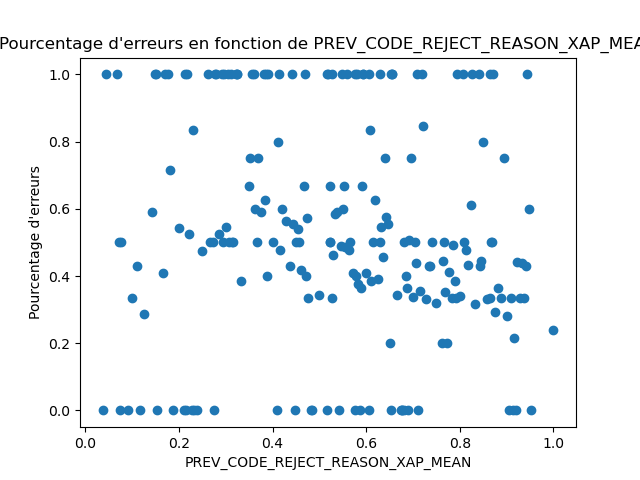 Pourcentage d'erreurs en fonction de PREV_CODE_REJECT_REASON_XAP_MEA
1.0
0.8
0.6
0.4
0.2
0.0
Pourcentage d'erreurs
0.0 0.2 0.4 0.6 0.8 1.0
PREV_CODE_REJECT_REASON_XAP_MEAN